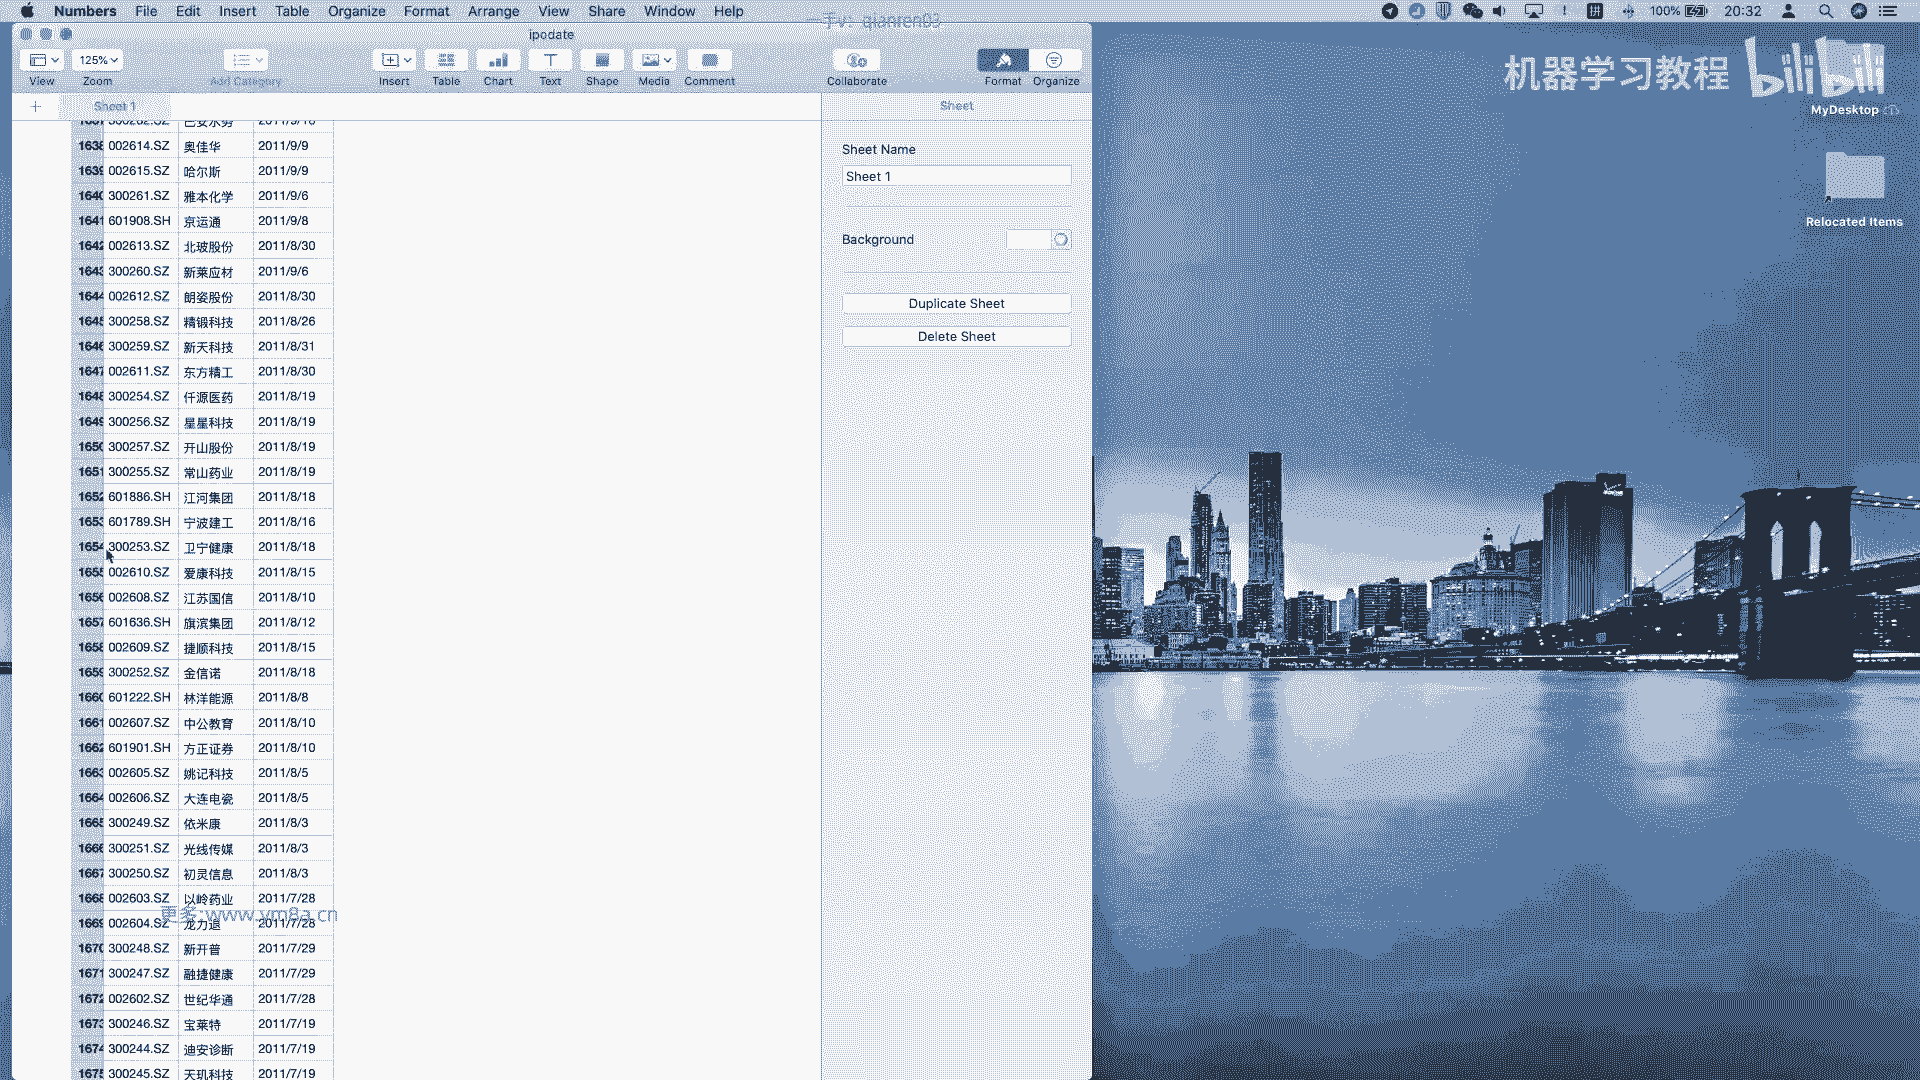 Numbers File Edit Insert Table Organize Format Arrange View Share Window Help
100% 20:32
一手v: qianren03
ipodate
125%
View Zoom Add Category Insert Table Chart Text Shape Media Comment Collaborate Format Organize
Sheet 1 Sheet
机器学习教程 bilibili
MyDesktop
Relocated Items
Sheet Name
Sheet 1
Background
Duplicate Sheet
Delete Sheet
300262.SZ 巴安水务
1638 002614.SZ 奥佳华 2011/9/9
1639 002615.SZ 哈尔斯 2011/9/9
1640 300261.SZ 雅本化学 2011/9/6
1641 601908.SH 京运通 2011/9/8
1642 002613.SZ 北玻股份 2011/8/30
1643 300260.SZ 新莱应材 2011/9/6
1644 002612.SZ 朗姿股份 2011/8/30
1645 300258.SZ 精锻科技 2011/8/26
1646 300259.SZ 新天科技 2011/8/31
1647 002611.SZ 东方精工 2011/8/30
1648 300254.SZ 仟源医药 2011/8/19
1649 300256.SZ 星星科技 2011/8/19
1650 300257.SZ 开山股份 2011/8/19
1651 300255.SZ 常山药业 2011/8/19
1652 601886.SH 江河集团 2011/8/18
1653 601789.SH 宁波建工 2011/8/16
1654 300253.SZ 卫宁健康 2011/8/18
1655 002610.SZ 爱康科技 2011/8/15
1656 002608.SZ 江苏国信 2011/8/10
1657 601636.SH 旗滨集团 2011/8/12
1658 002609.SZ 捷顺科技 2011/8/15
1659 300252.SZ 金信诺 2011/8/18
1660 601222.SH 林洋能源 2011/8/8
1661 002607.SZ 中公教育 2011/8/10
1662 601901.SH 方正证券 2011/8/10
1663 002605.SZ 姚记科技 2011/8/5
1664 002606.SZ 大连电瓷 2011/8/5
1665 300249.SZ 依米康 2011/8/3
1666 300251.SZ 光线传媒 2011/8/3
1667 300250.SZ 初灵信息 2011/8/3
1668 002603.SZ 以岭药业 2011/7/28
更多:www.ym8a.cn
1669 002604.SZ 龙力退 2011/7/28
1670 300248.SZ 新开普 2011/7/29
1671 300247.SZ 融捷健康 2011/7/29
1672 002602.SZ 世纪华通 2011/7/28
1673 300246.SZ 宝莱特 2011/7/19
1674 300244.SZ 迪安诊断 2011/7/19
1675 300245.SZ 天玑科技 2011/7/19